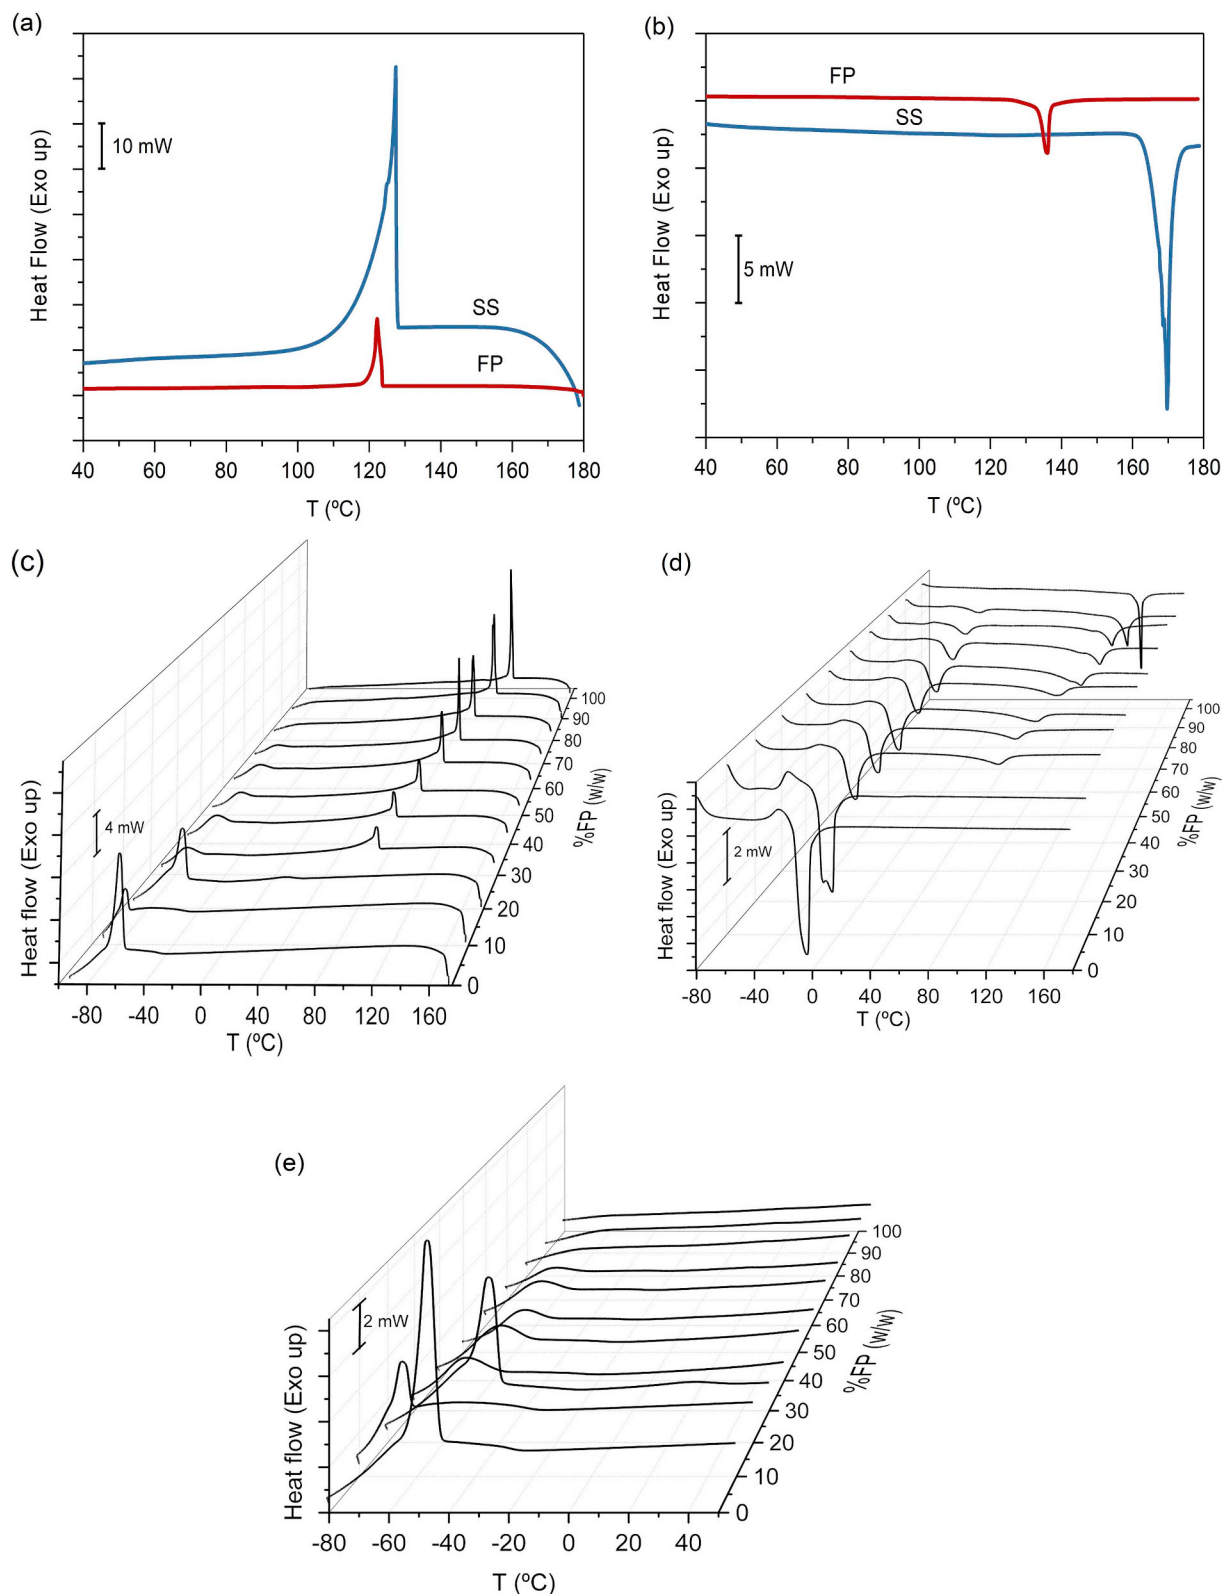 (a)
Heat Flow (Exo up)
10 mW
SS
FP
40 60 80 100 120 140 160 180
T (ºC)
(b)
Heat Flow (Exo up)
FP
SS
5 mW
40 60 80 100 120 140 160 180
T (ºC)
(c)
Heat flow (Exo up)
4 mW
100
90
80
70
60
50
40
30
20
10
0
%FP (w/w)
-80 -40 0 40 80 120 160
T (ºC)
(d)
Heat flow (Exo up)
2 mW
100
90
80
70
60
50
40
30
20
10
0
%FP (w/w)
-80 -40 0 40 80 120 160
T (ºC)
(e)
Heat flow (Exo up)
2 mW
100
90
80
70
60
50
40
30
20
10
0
%FP (w/w)
-80 -60 -40 -20 0 20 40
T (ºC)